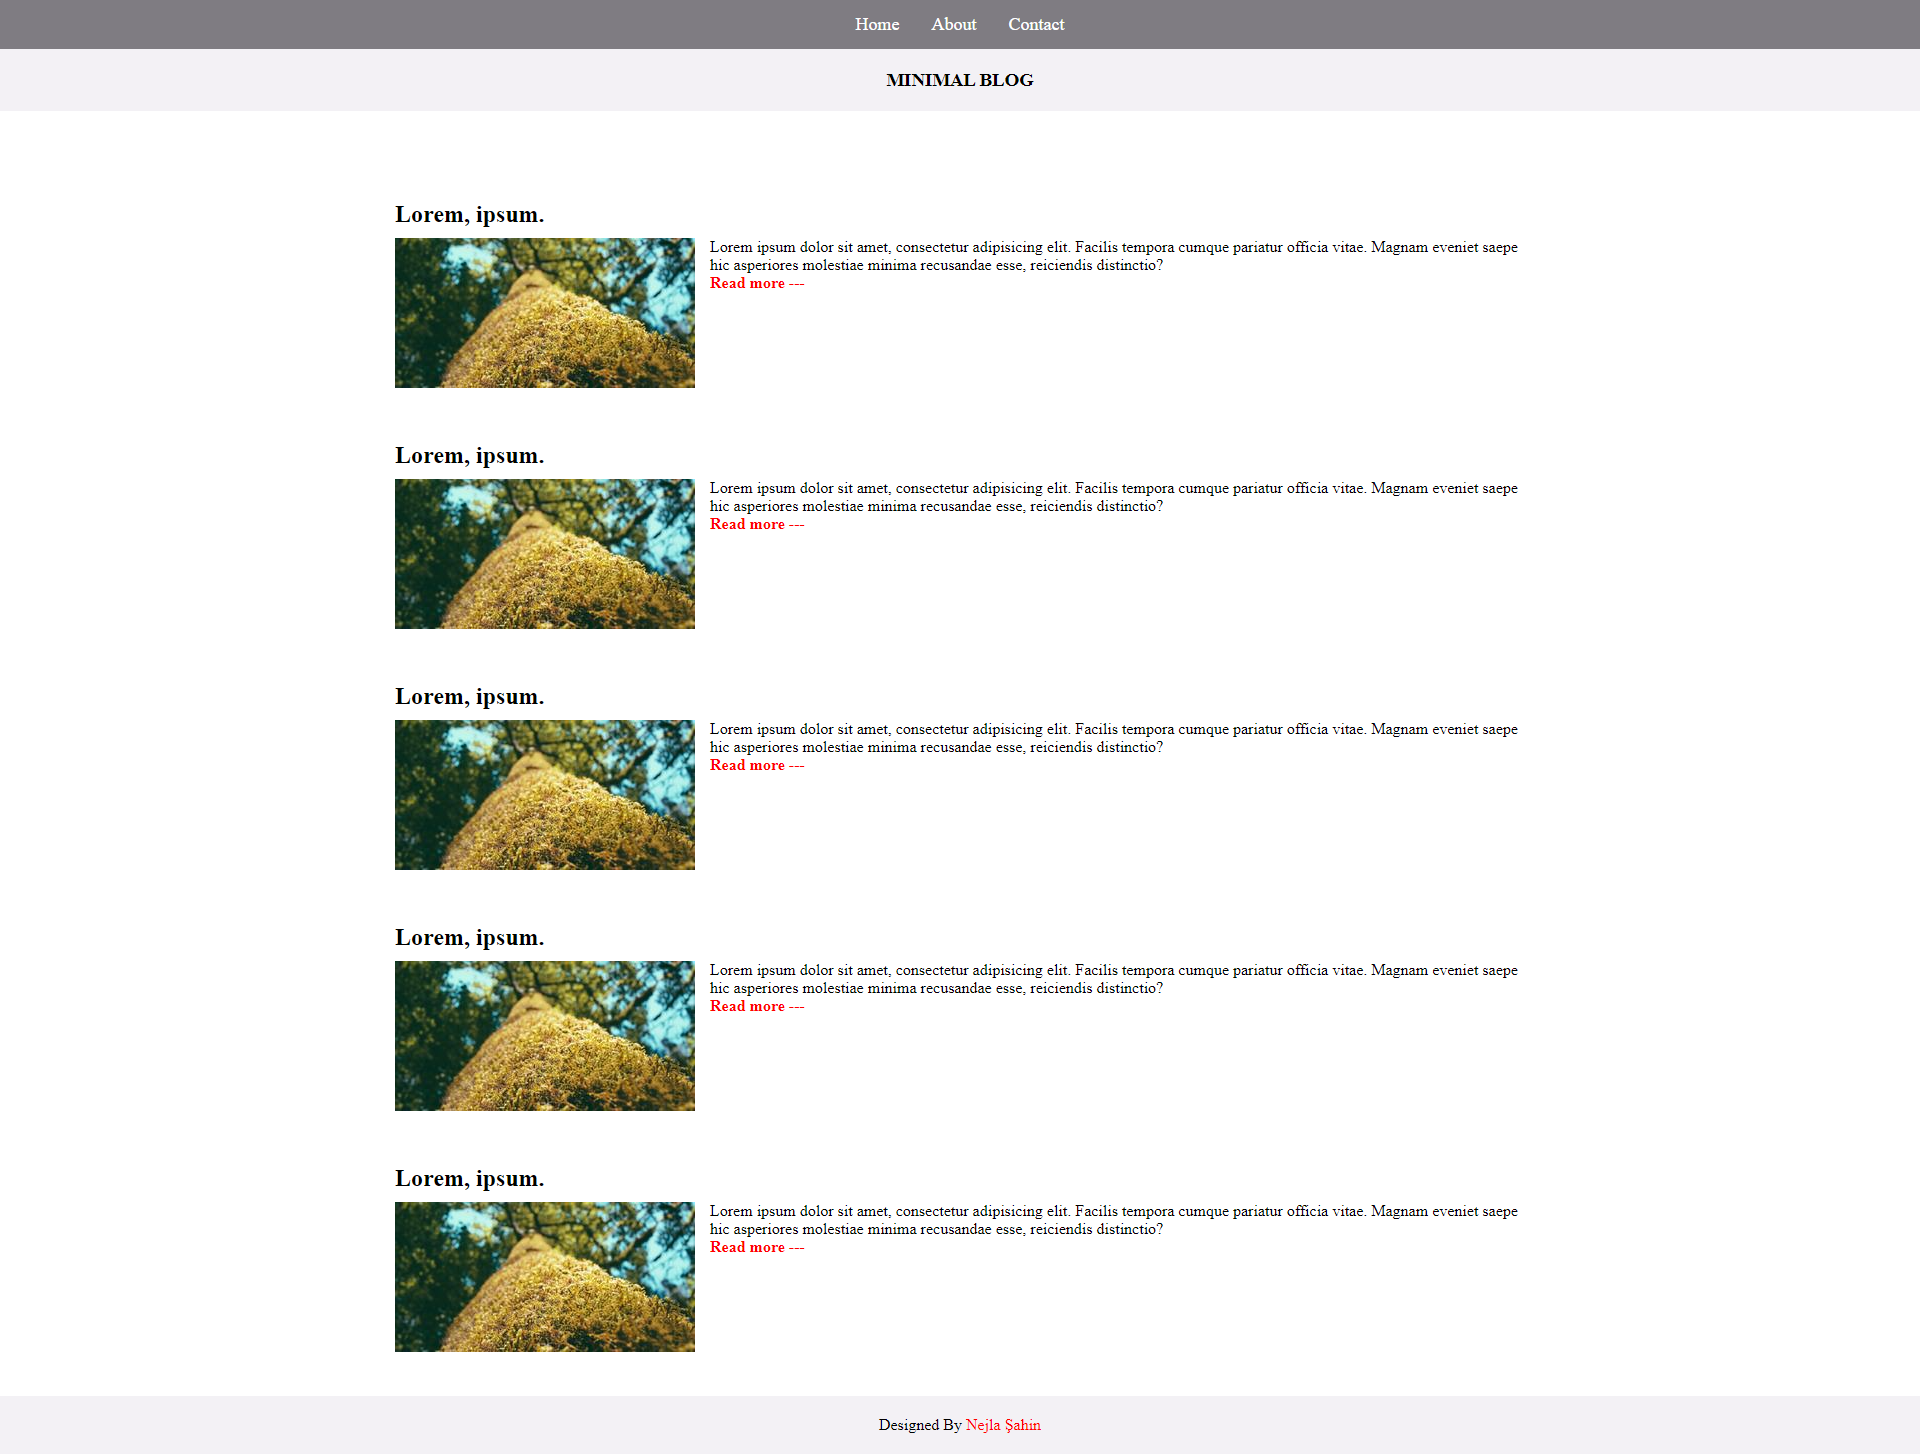 Home About Contact
MINIMAL BLOG
Lorem, ipsum.
Lorem ipsum dolor sit amet, consectetur adipisicing elit. Facilis tempora cumque pariatur officia vitae. Magnam eveniet saepe
hic asperiores molestiae minima recusandae esse, reiciendis distinctio?
Read more ---
Lorem, ipsum.
Lorem ipsum dolor sit amet, consectetur adipisicing elit. Facilis tempora cumque pariatur officia vitae. Magnam eveniet saepe
hic asperiores molestiae minima recusandae esse, reiciendis distinctio?
Read more ---
Lorem, ipsum.
Lorem ipsum dolor sit amet, consectetur adipisicing elit. Facilis tempora cumque pariatur officia vitae. Magnam eveniet saepe
hic asperiores molestiae minima recusandae esse, reiciendis distinctio?
Read more ---
Lorem, ipsum.
Lorem ipsum dolor sit amet, consectetur adipisicing elit. Facilis tempora cumque pariatur officia vitae. Magnam eveniet saepe
hic asperiores molestiae minima recusandae esse, reiciendis distinctio?
Read more ---
Lorem, ipsum.
Lorem ipsum dolor sit amet, consectetur adipisicing elit. Facilis tempora cumque pariatur officia vitae. Magnam eveniet saepe
hic asperiores molestiae minima recusandae esse, reiciendis distinctio?
Read more ---
Designed By Nejla Şahin